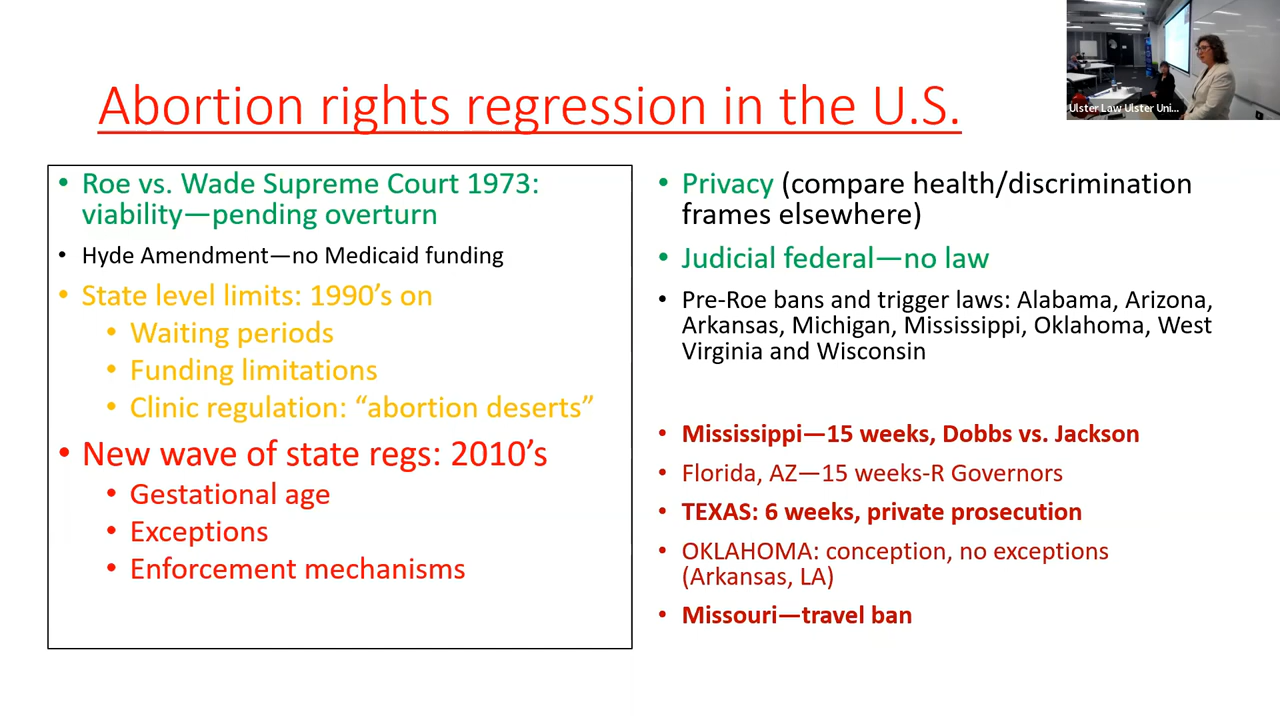 Abortion rights regression in the U.S.
• Roe vs. Wade Supreme Court 1973:
viability—pending overturn
• Hyde Amendment—no Medicaid funding
• State level limits: 1990’s on
• Waiting periods
• Funding limitations
• Clinic regulation: “abortion deserts”
• New wave of state regs: 2010’s
• Gestational age
• Exceptions
• Enforcement mechanisms
• Privacy (compare health/discrimination
frames elsewhere)
• Judicial federal—no law
• Pre-Roe bans and trigger laws: Alabama, Arizona,
Arkansas, Michigan, Mississippi, Oklahoma, West
Virginia and Wisconsin
• Mississippi—15 weeks, Dobbs vs. Jackson
• Florida, AZ—15 weeks-R Governors
• TEXAS: 6 weeks, private prosecution
• OKLAHOMA: conception, no exceptions
(Arkansas, LA)
• Missouri—travel ban
Ulster Law Ulster Uni...